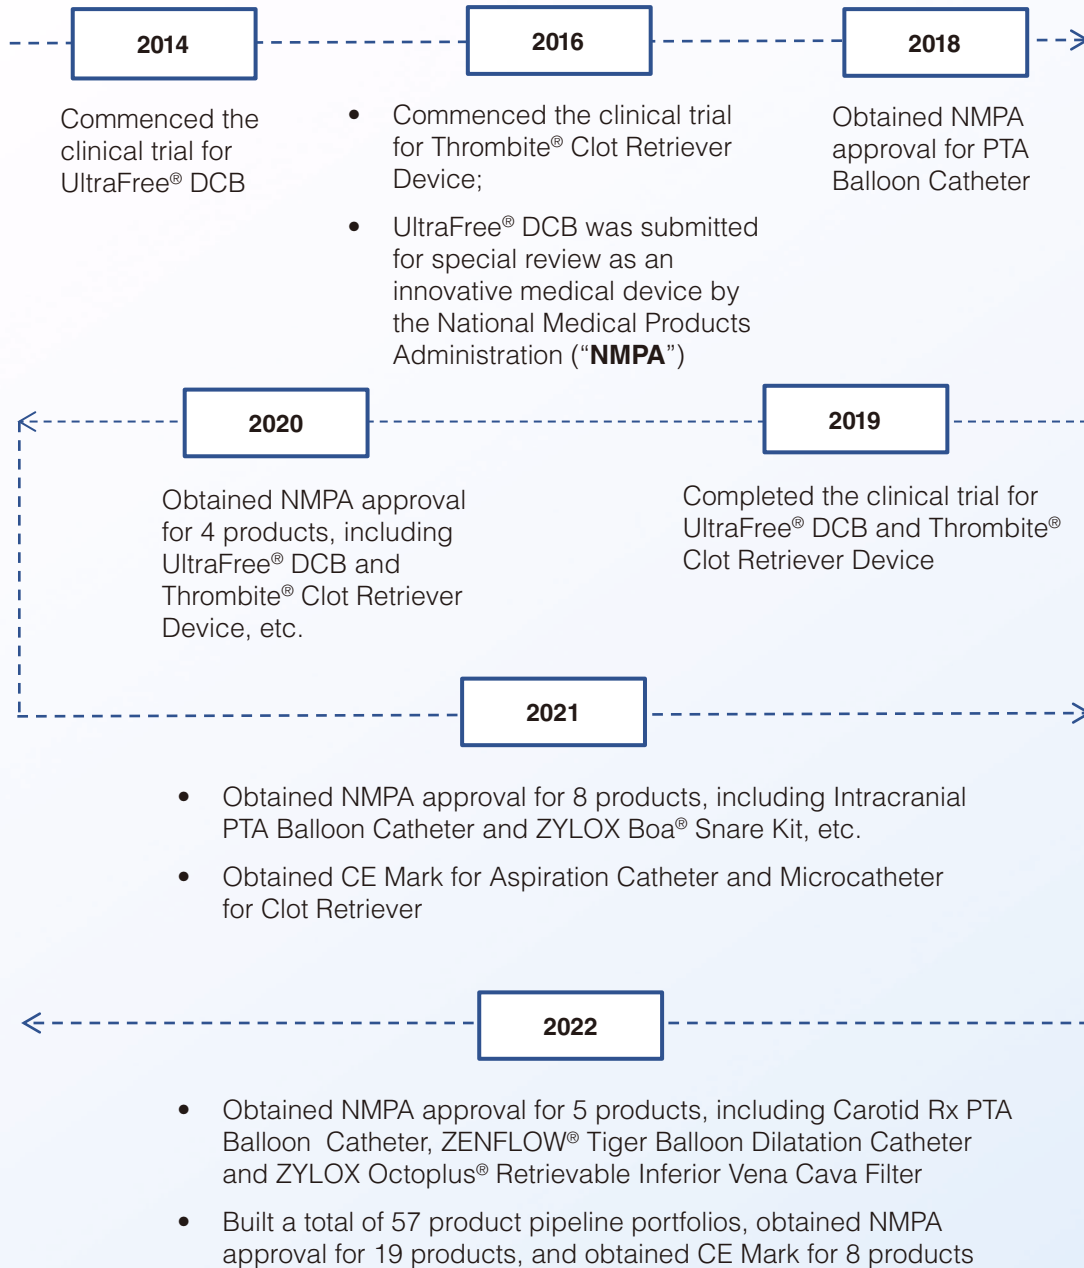 2014
Commenced the
clinical trial for
UltraFree® DCB
2016
• Commenced the clinical trial
for Thrombite® Clot Retriever
Device;
• UltraFree® DCB was submitted
for special review as an
innovative medical device by
the National Medical Products
Administration (“NMPA”)
2018
Obtained NMPA
approval for PTA
Balloon Catheter
2019
Completed the clinical trial for
UltraFree® DCB and Thrombite®
Clot Retriever Device
2020
Obtained NMPA approval
for 4 products, including
UltraFree® DCB and
Thrombite® Clot Retriever
Device, etc.
2021
• Obtained NMPA approval for 8 products, including Intracranial
PTA Balloon Catheter and ZYLOX Boa® Snare Kit, etc.
• Obtained CE Mark for Aspiration Catheter and Microcatheter
for Clot Retriever
2022
• Obtained NMPA approval for 5 products, including Carotid Rx PTA
Balloon Catheter, ZENFLOW® Tiger Balloon Dilatation Catheter
and ZYLOX Octoplus® Retrievable Inferior Vena Cava Filter
• Built a total of 57 product pipeline portfolios, obtained NMPA
approval for 19 products, and obtained CE Mark for 8 products